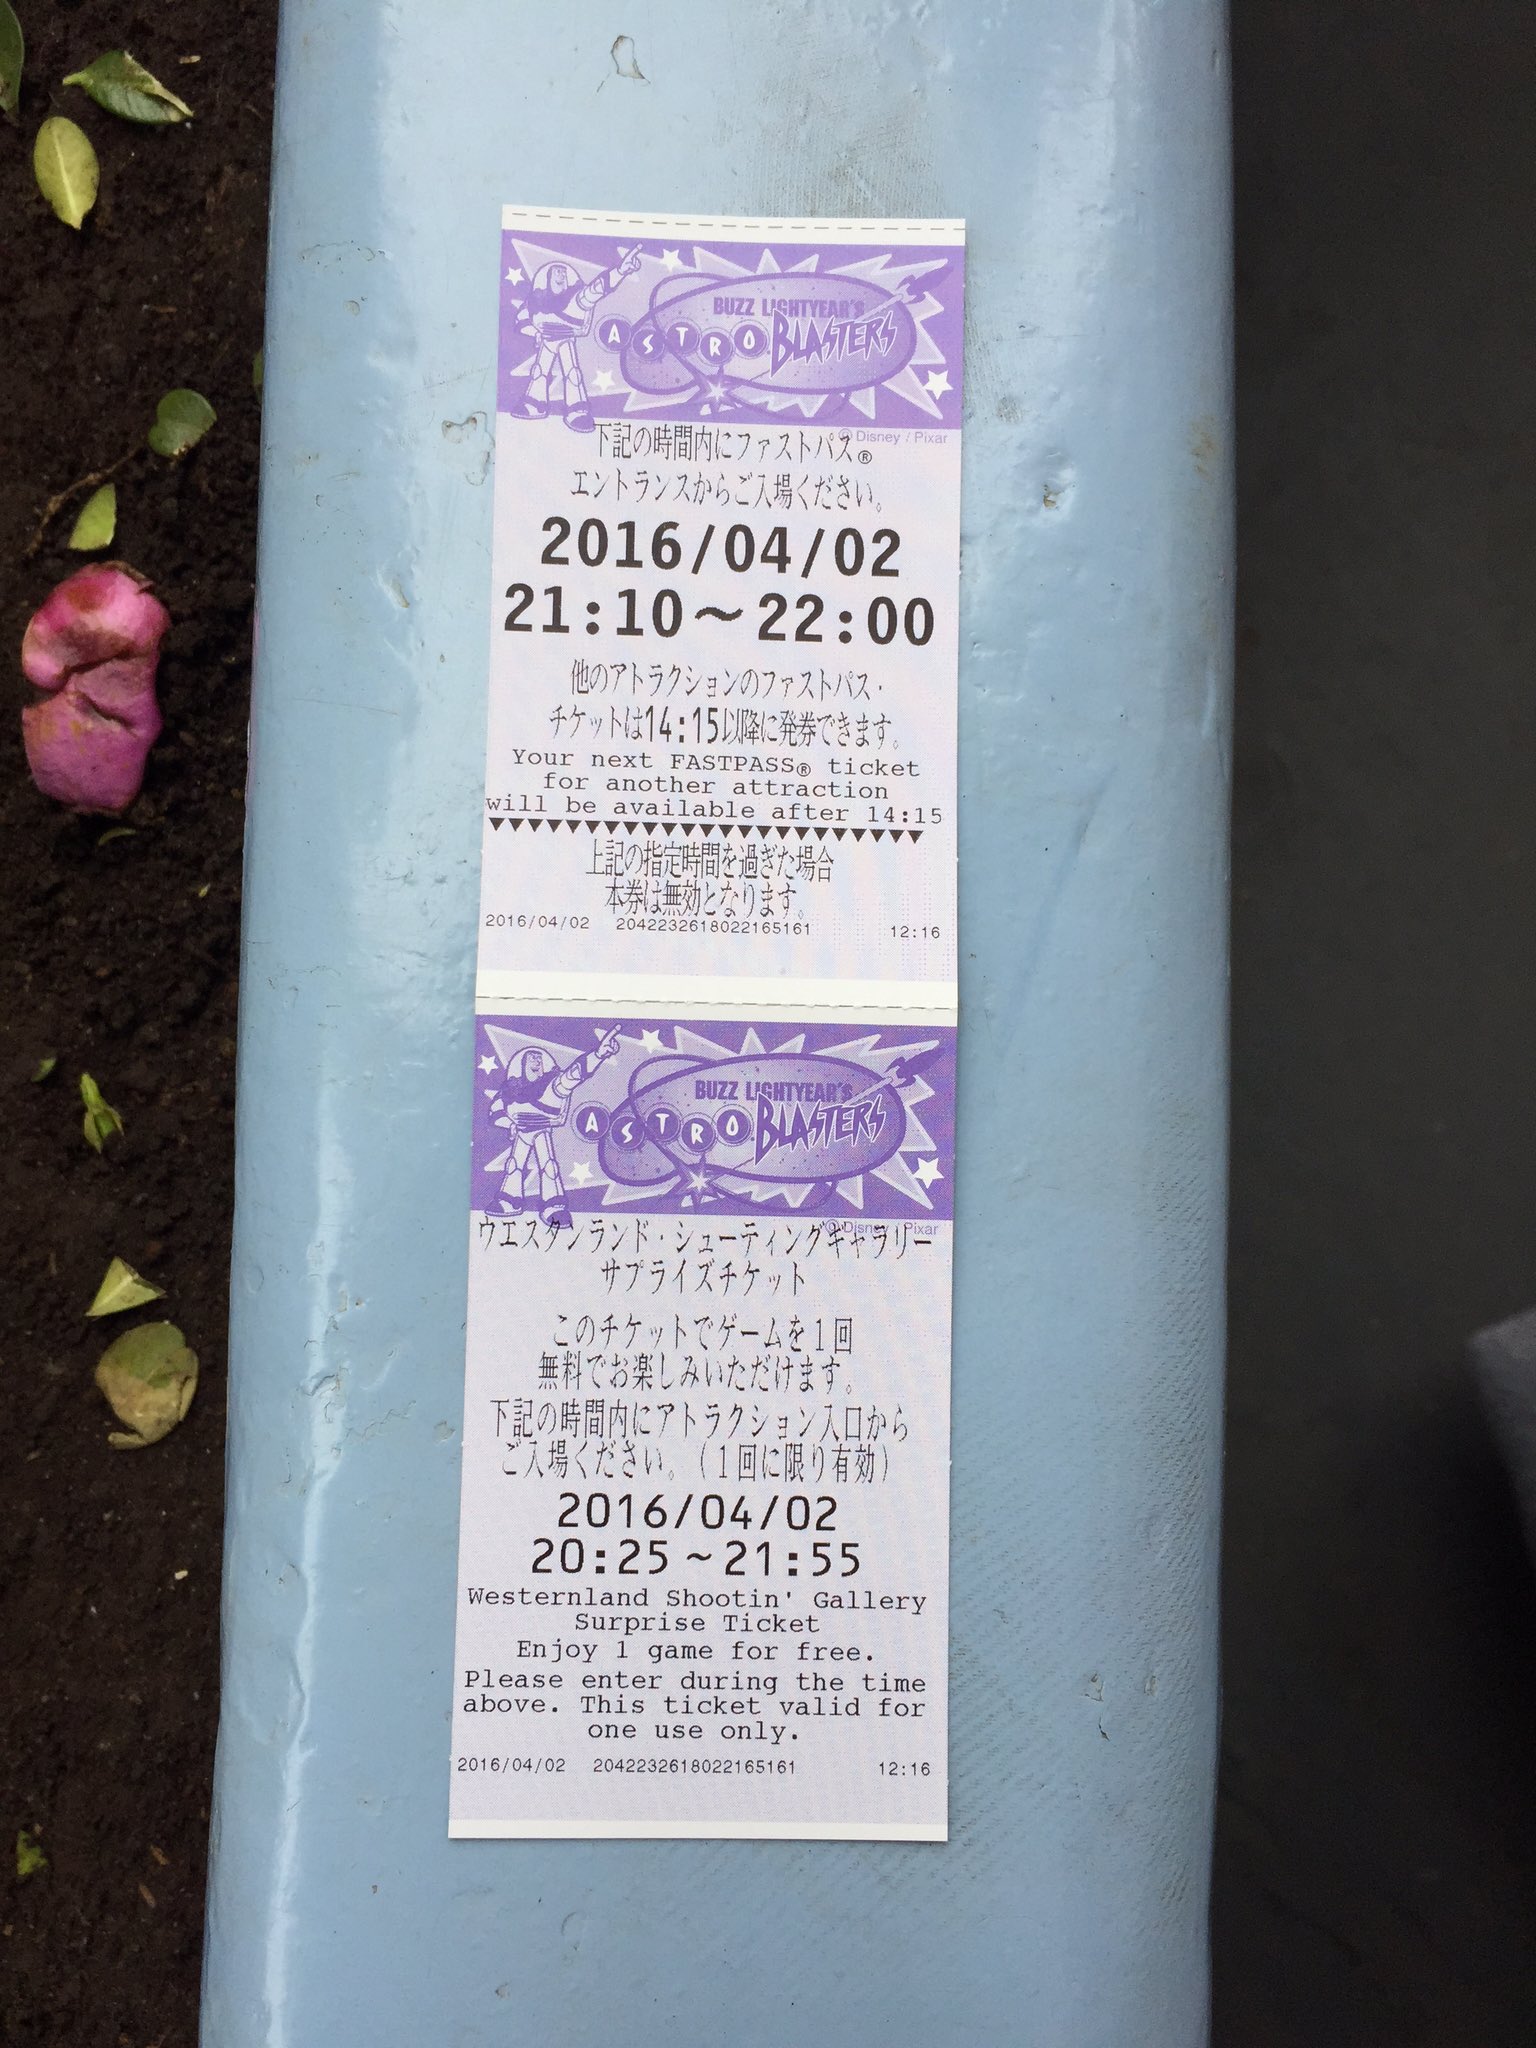 BUZZ LIGHTYEAR'S
ASTRO BLASTERS
© Disney / Pixar
下記の時間内にファストパス®
エントランスからご入場ください。
2016/04/02
21:10～22:00
他のアトラクションのファストパス・
チケットは14:15以降に発券できます。
Your next FASTPASS® ticket
for another attraction
will be available after 14:15
▼▼▼▼▼▼▼▼▼▼▼▼▼▼▼▼▼▼▼▼▼▼▼
上記の指定時間を過ぎた場合
本券は無効となります。
2016/04/02 2042232618022165161 12:16
BUZZ LIGHTYEAR'S
ASTRO BLASTERS
© Disney / Pixar
ウエスタンランド・シューティングギャラリー
サプライズチケット
このチケットでゲームを1回
無料でお楽しみいただけます。
下記の時間内にアトラクション入口から
ご入場ください。(1回に限り有効)
2016/04/02
20:25～21:55
Westernland Shootin' Gallery
Surprise Ticket
Enjoy 1 game for free.
Please enter during the time
above. This ticket valid for
one use only.
2016/04/02 2042232618022165161 12:16